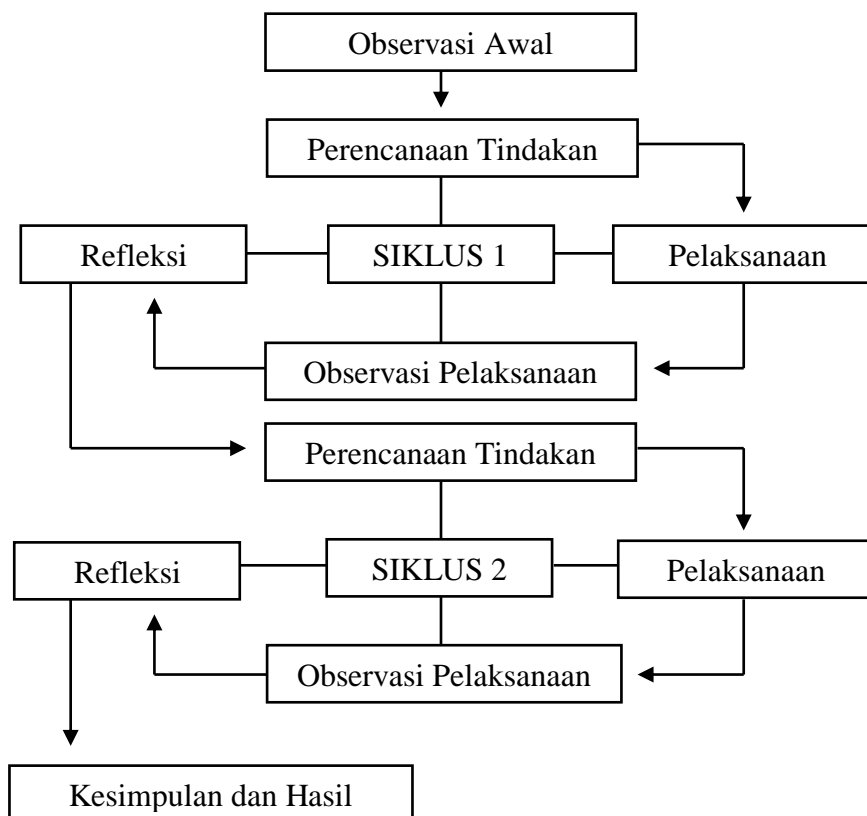 Observasi Awal
Perencanaan Tindakan
Refleksi
SIKLUS 1
Pelaksanaan
Observasi Pelaksanaan
Perencanaan Tindakan
Refleksi
SIKLUS 2
Pelaksanaan
Observasi Pelaksanaan
Kesimpulan dan Hasil